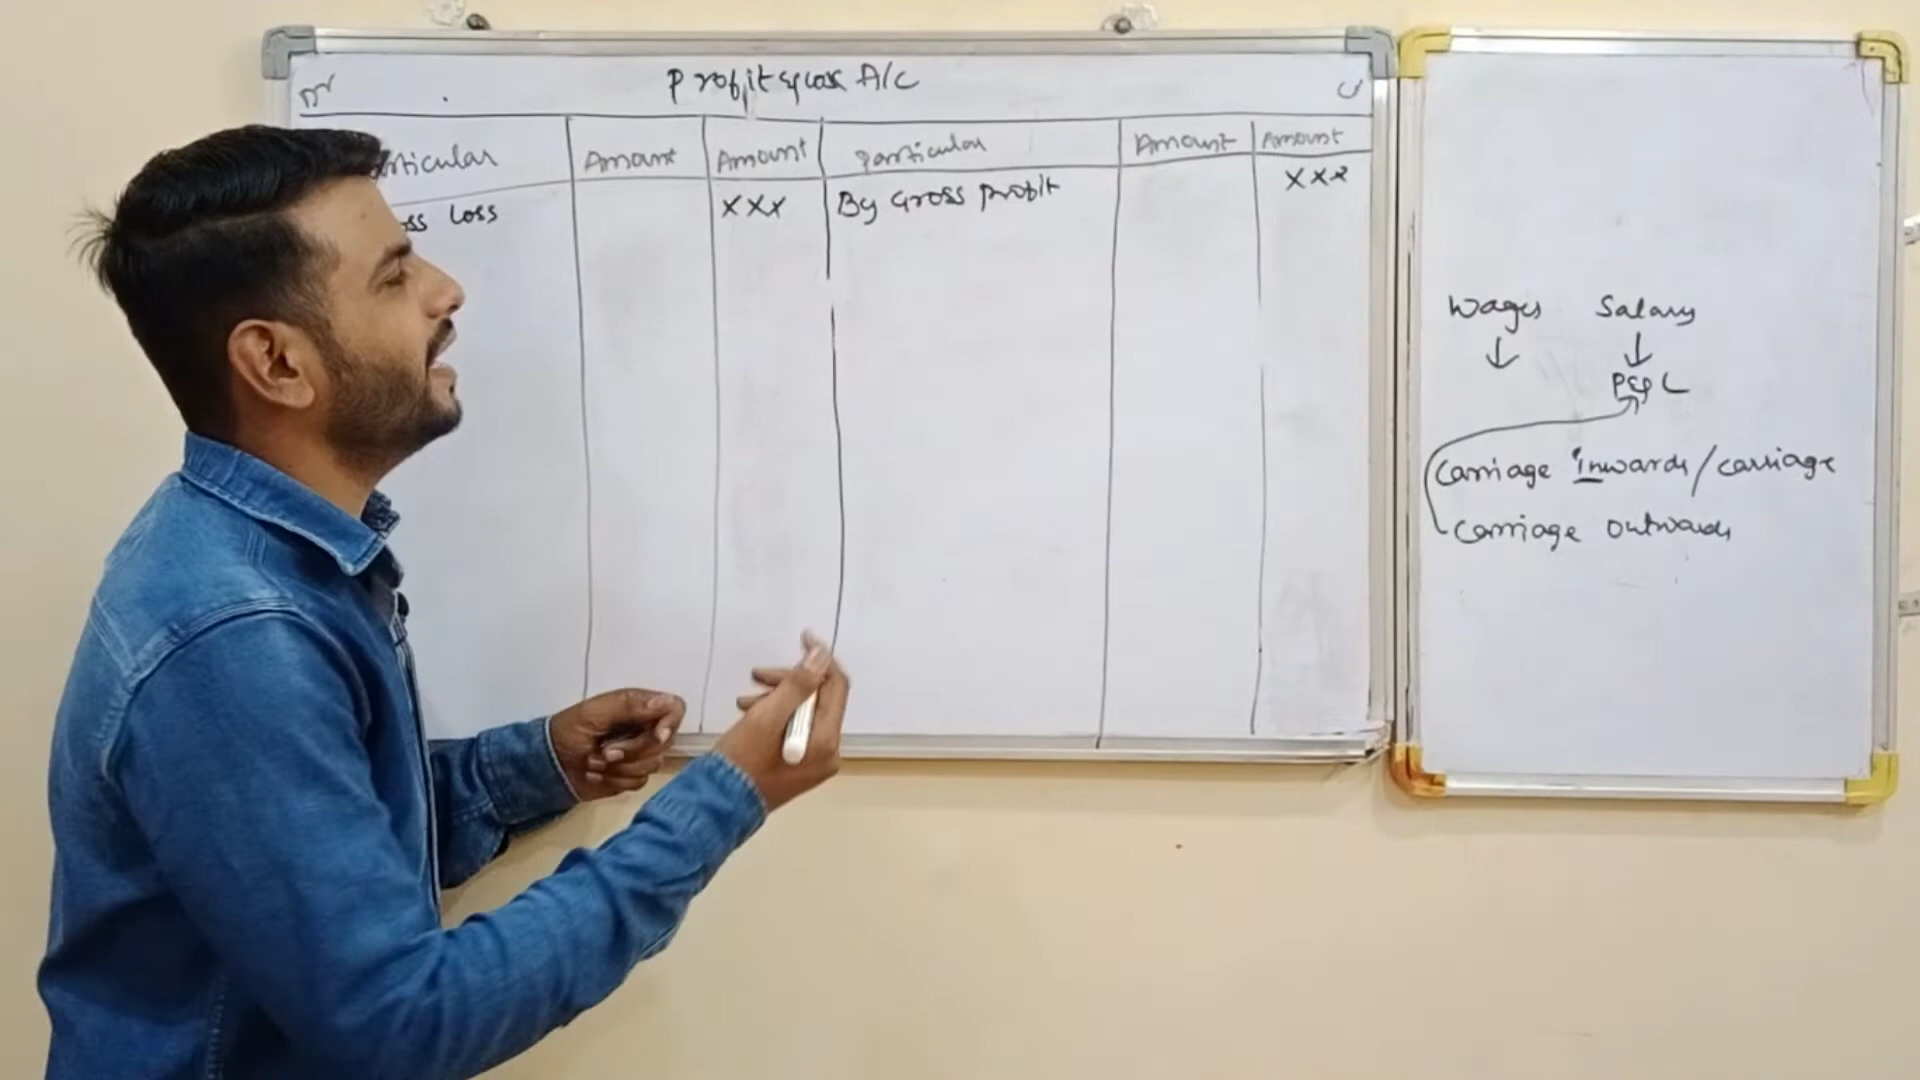 Dr Profit & Loss A/C Cr
Particular Amount Amount Particular Amount Amount
Loss XXX By Gross Profit XXX
Wages Salary
↓ ↓
P&L
Carriage Inwards/carriage
Carriage outwards